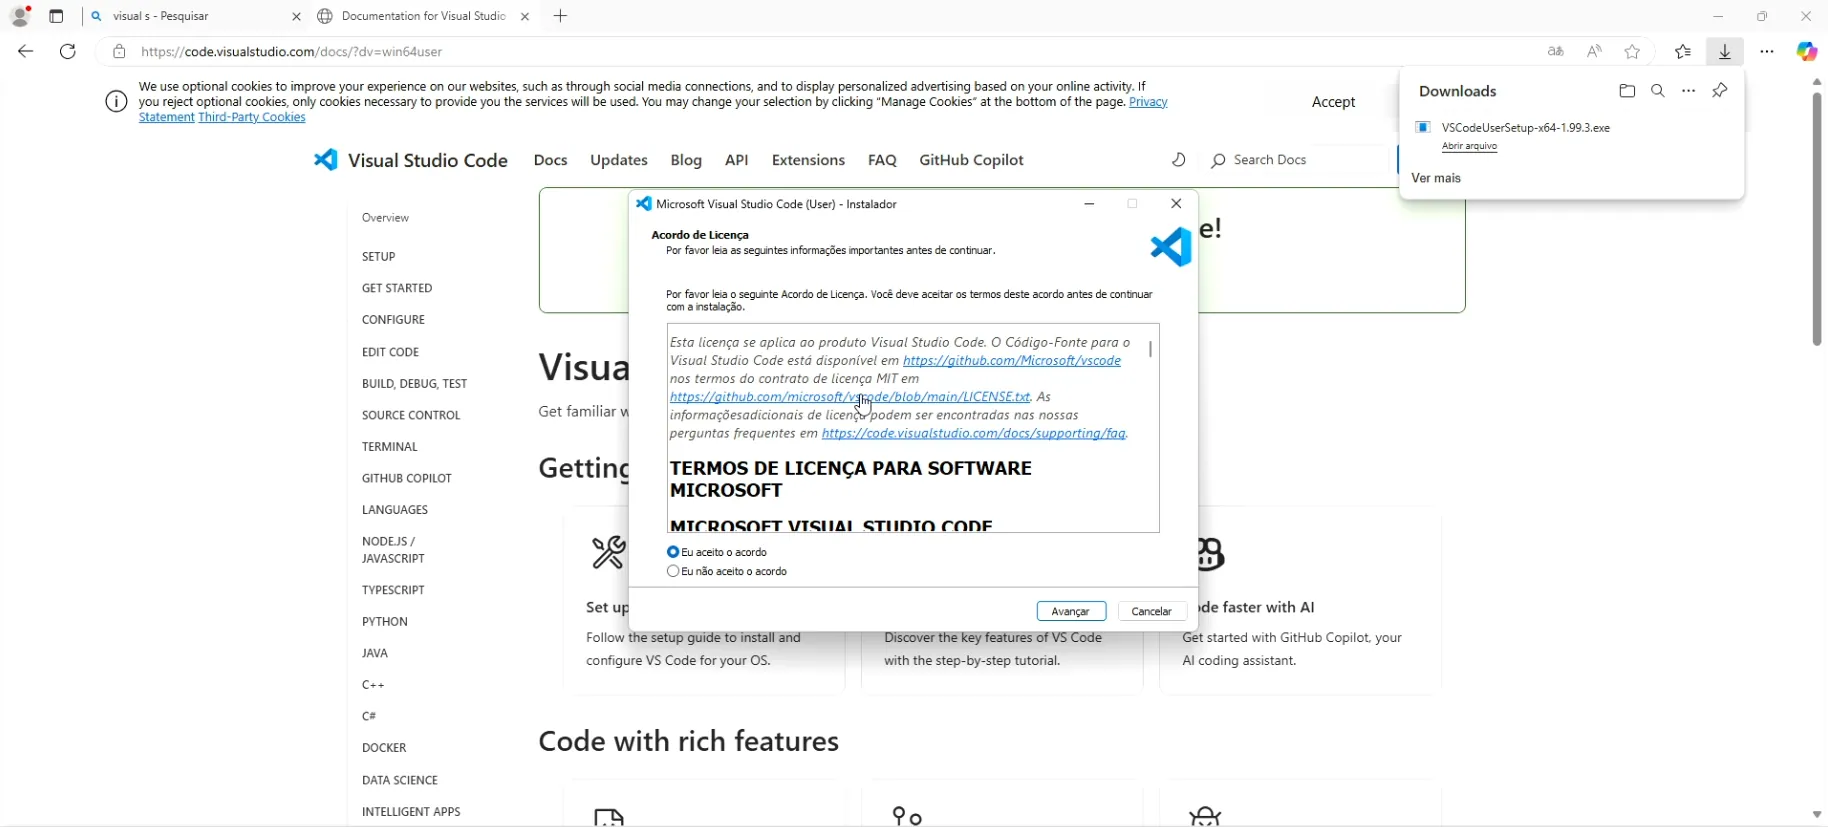 visual s - Pesquisar
Documentation for Visual Studio
https://code.visualstudio.com/docs/?dv=win64user
We use optional cookies to improve your experience on our websites, such as through social media connections, and to display personalized advertising based on your online activity. If
you reject optional cookies, only cookies necessary to provide you the services will be used. You may change your selection by clicking "Manage Cookies" at the bottom of the page. Privacy
Statement Third-Party Cookies
Accept
Downloads
VSCodeUserSetup-x64-1.99.3.exe
Abrir arquivo
Ver mais
Visual Studio Code
Docs
Updates
Blog
API
Extensions
FAQ
GitHub Copilot
Search Docs
Overview
SETUP
GET STARTED
CONFIGURE
EDIT CODE
BUILD, DEBUG, TEST
SOURCE CONTROL
TERMINAL
GITHUB COPILOT
LANGUAGES
NODE.JS /
JAVASCRIPT
TYPESCRIPT
PYTHON
JAVA
C++
C#
DOCKER
DATA SCIENCE
INTELLIGENT APPS
e!
Visua
Get familiar
Getting
Microsoft Visual Studio Code (User) - Instalador
Acordo de Licença
Por favor leia as seguintes informações importantes antes de continuar.
Por favor leia o seguinte Acordo de Licença. Você deve aceitar os termos deste acordo antes de continuar
com a instalação.
Esta licença se aplica ao produto Visual Studio Code. O Código-Fonte para o
Visual Studio Code está disponível em https://github.com/Microsoft/vscode
nos termos do contrato de licença MIT em
https://github.com/microsoft/vscode/blob/main/LICENSE.txt. As
informaçõesadicionais de licença podem ser encontradas nas nossas
perguntas frequentes em https://code.visualstudio.com/docs/supporting/faq.
TERMOS DE LICENÇA PARA SOFTWARE
MICROSOFT
MICROSOFT VISUAL STUDIO CODE
Eu aceito o acordo
Eu não aceito o acordo
Avançar
Cancelar
Set up
Follow the setup guide to install and
configure VS Code for your OS.
Discover the key features of VS Code
with the step-by-step tutorial.
ode faster with AI
Get started with GitHub Copilot, your
AI coding assistant.
Code with rich features